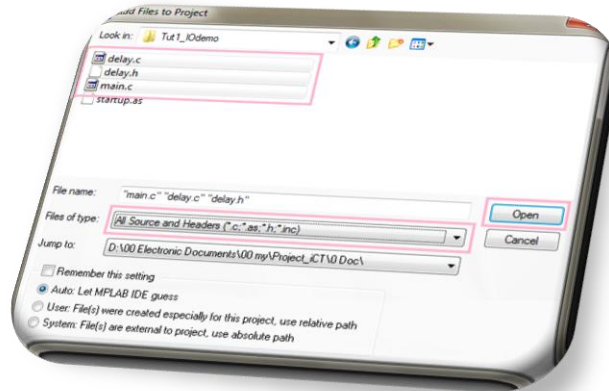 Add Files to Project
Look in: Tut1_IOdemo
delay.c
delay.h
main.c
startup.as
File name: "main.c" "delay.c" "delay.h"
Open
Files of type: All Source and Headers (*.c;*.as;*.h;*.inc)
Cancel
Jump to: D:\00 Electronic Documents\00 my\Project_iCT\0 Doc\
Remember this setting
Auto: Let MPLAB IDE guess
User: File(s) were created especially for this project, use relative path
System: File(s) are external to project, use absolute path